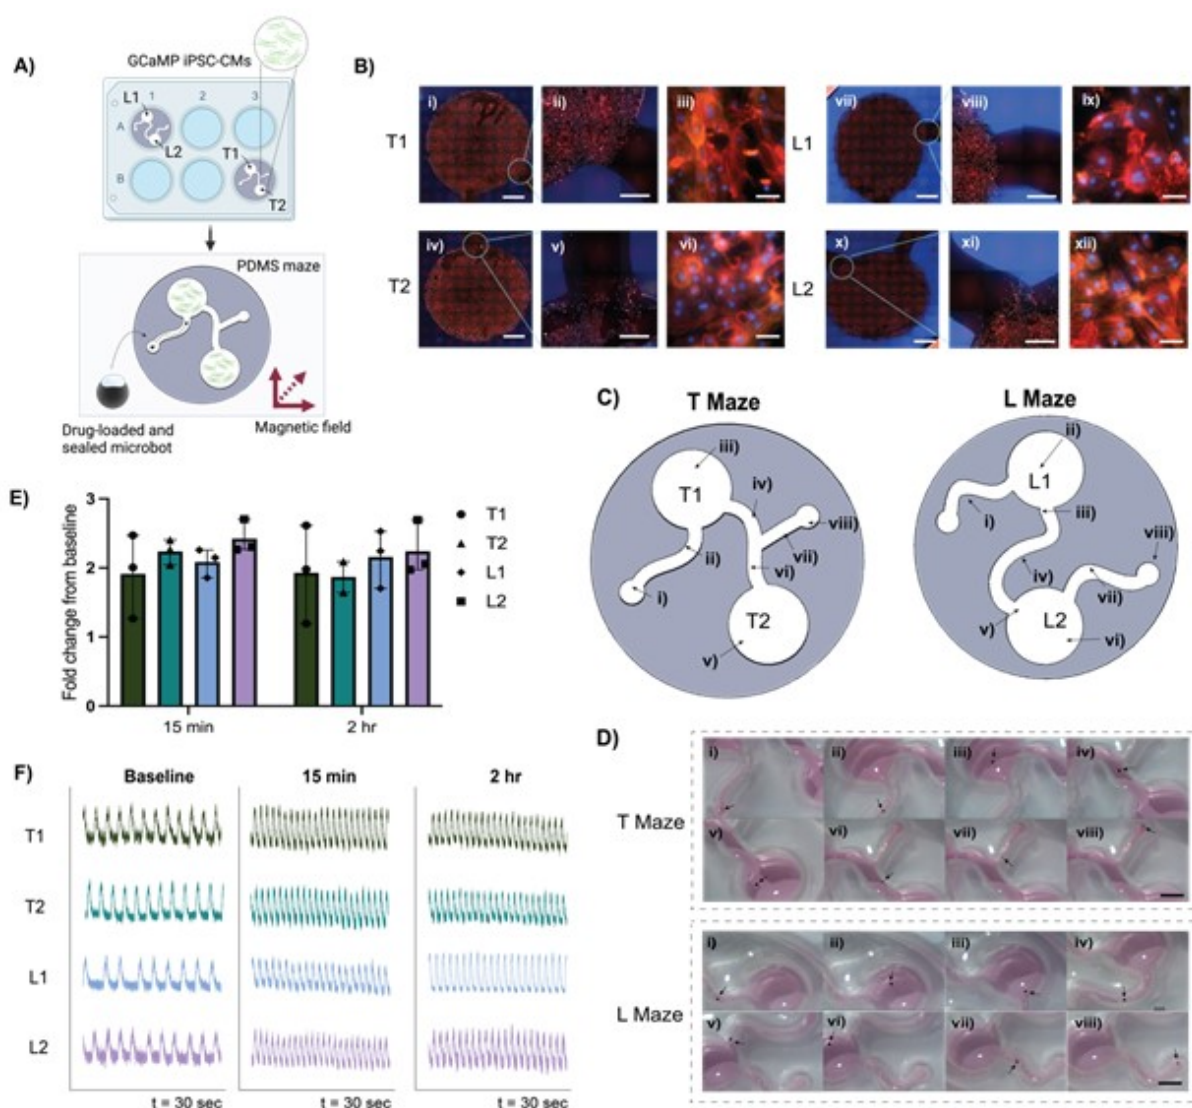 A)
GCaMP iPSC-CMs
L1 1 2 3
A
L2
T1
B
T2
PDMS maze
Drug-loaded and
sealed microbot
Magnetic field
B)
T1
i)
ii)
iii)
L1
vii)
viii)
ix)
T2
iv)
v)
vi)
L2
x)
xi)
xii)
C)
T Maze
iii)
T1
iv)
viii)
ii)
vii)
vi)
i)
T2
v)
L Maze
ii)
L1
i)
iii)
viii)
iv)
vii)
v)
L2
vi)
E)
Fold change from baseline
3
2
1
0
15 min
2 hr
T1
T2
L1
L2
D)
T Maze
i)
ii)
iii)
iv)
v)
vi)
vii)
viii)
L Maze
i)
ii)
iii)
iv)
v)
vi)
vii)
viii)
F)
Baseline
15 min
2 hr
T1
T2
L1
L2
t = 30 sec
t = 30 sec
t = 30 sec